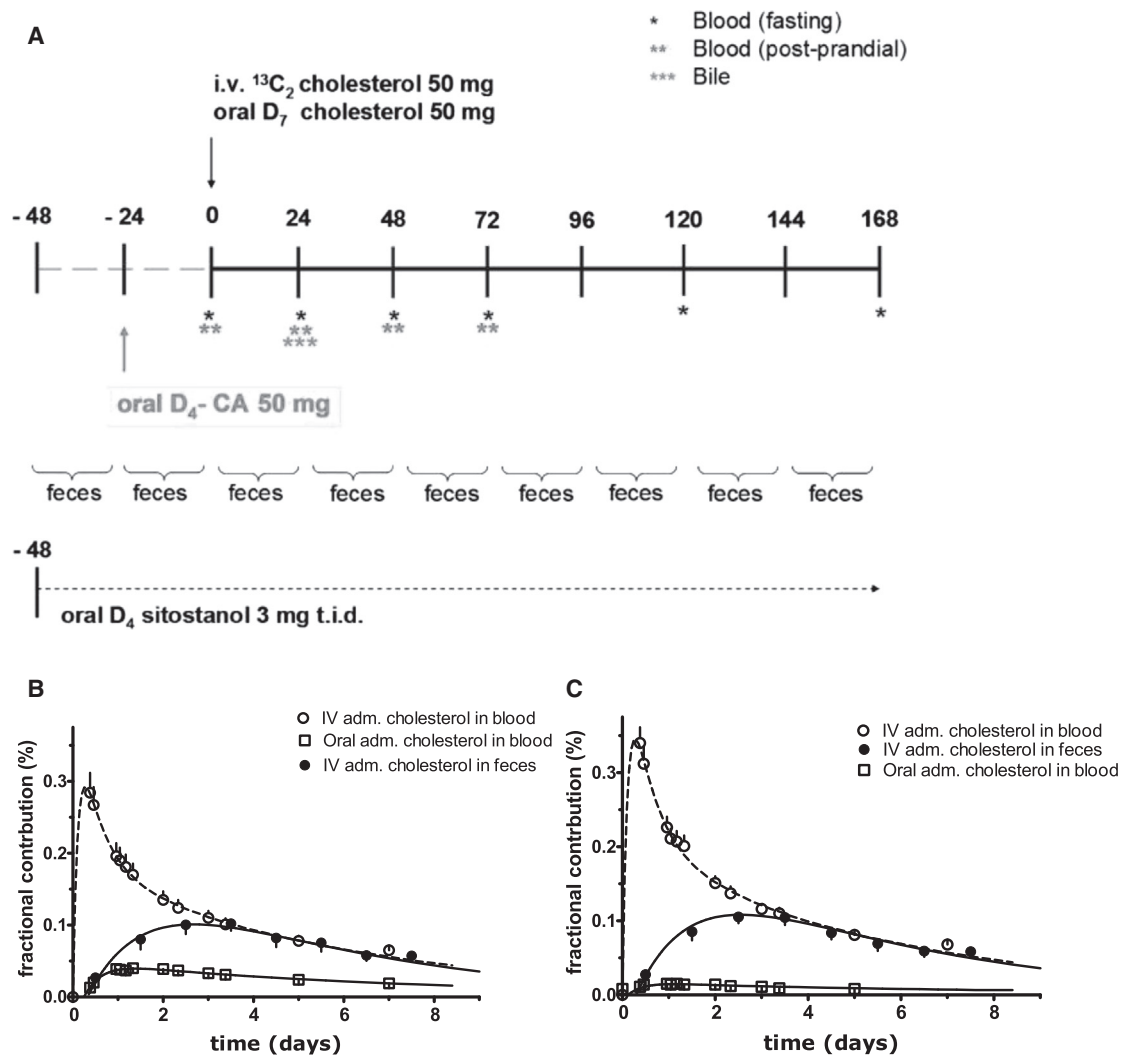 A
* Blood (fasting)
** Blood (post-prandial)
*** Bile
i.v. ¹³C₂ cholesterol 50 mg
oral D₇ cholesterol 50 mg
- 48 - 24 0 24 48 72 96 120 144 168
* * * * * *
** ** ** **
***
oral D₄- CA 50 mg
feces feces feces feces feces feces feces feces feces
- 48
oral D₄ sitostanol 3 mg t.i.d.
B
IV adm. cholesterol in blood
Oral adm. cholesterol in blood
IV adm. cholesterol in feces
fractional contrbution (%)
0.3
0.2
0.1
0.0
0 2 4 6 8
time (days)
C
IV adm. cholesterol in blood
IV adm. cholesterol in feces
Oral adm. cholesterol in blood
fractional contrbution (%)
0.3
0.2
0.1
0.0
0 2 4 6 8
time (days)